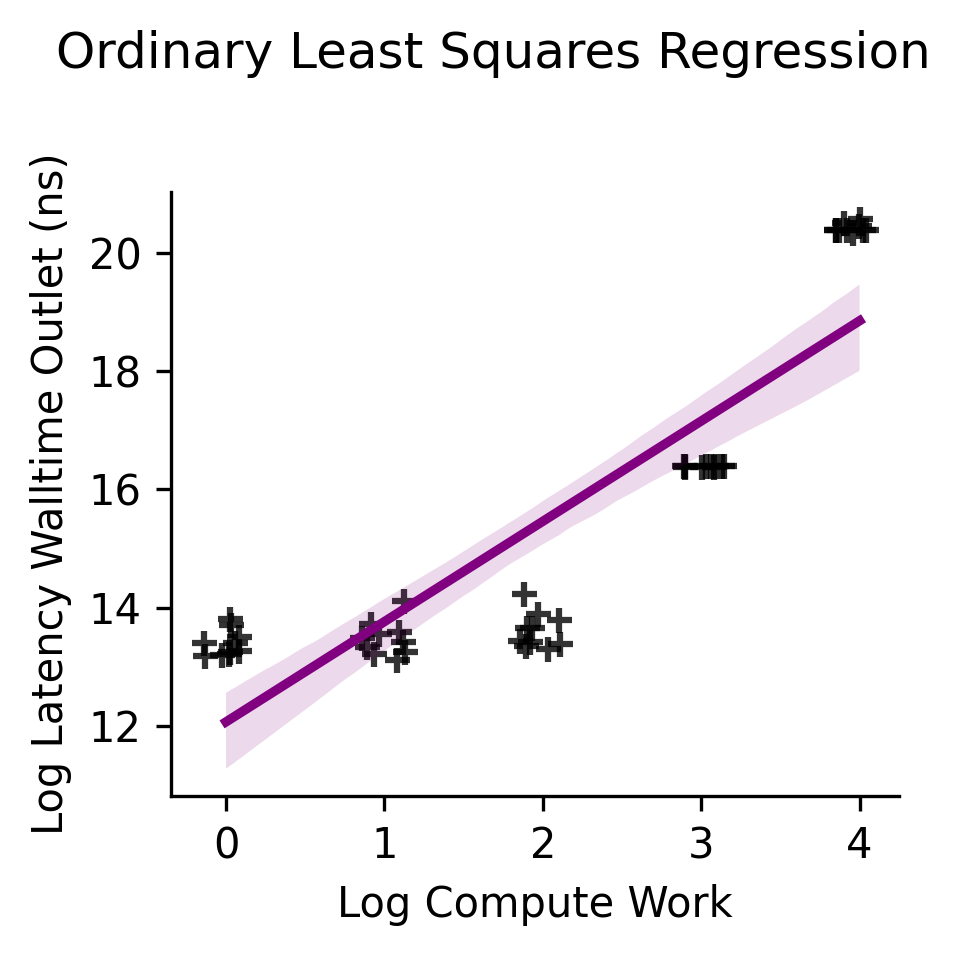 Ordinary Least Squares Regression
Log Latency Walltime Outlet (ns)
20
18
16
14
12
0 1 2 3 4
Log Compute Work